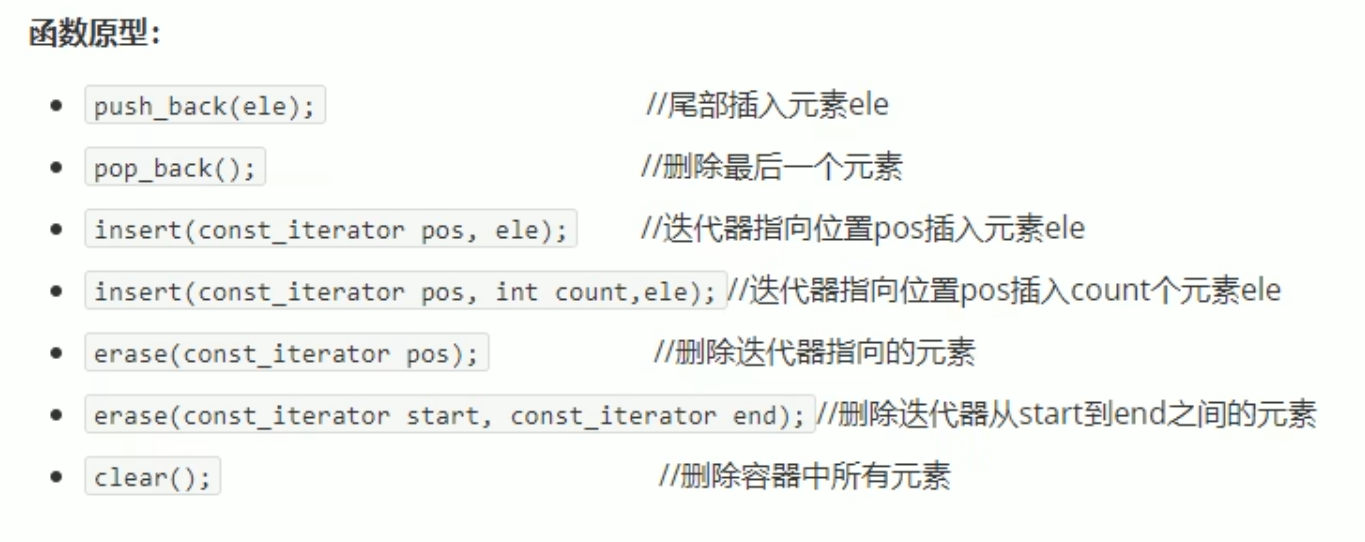 函数原型：
push_back(ele); //尾部插入元素ele
pop_back(); //删除最后一个元素
insert(const_iterator pos, ele); //迭代器指向位置pos插入元素ele
insert(const_iterator pos, int count,ele); //迭代器指向位置pos插入count个元素ele
erase(const_iterator pos); //删除迭代器指向的元素
erase(const_iterator start, const_iterator end); //删除迭代器从start到end之间的元素
clear(); //删除容器中所有元素